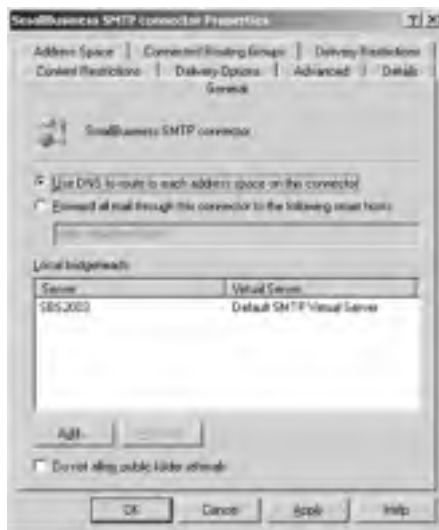 SmallBusiness SMTP connector Properties
Address Space | Connected Routing Groups | Delivery Restrictions
Content Restrictions | Delivery Options | Advanced | Details
General
SmallBusiness SMTP connector
Use DNS to route to each address space on this connector
Forward all mail through this connector to the following smart hosts
Local bridgeheads
Server Virtual Server
SBS2003 Default SMTP Virtual Server
Add...
Do not allow public folder referrals
OK Cancel Apply Help